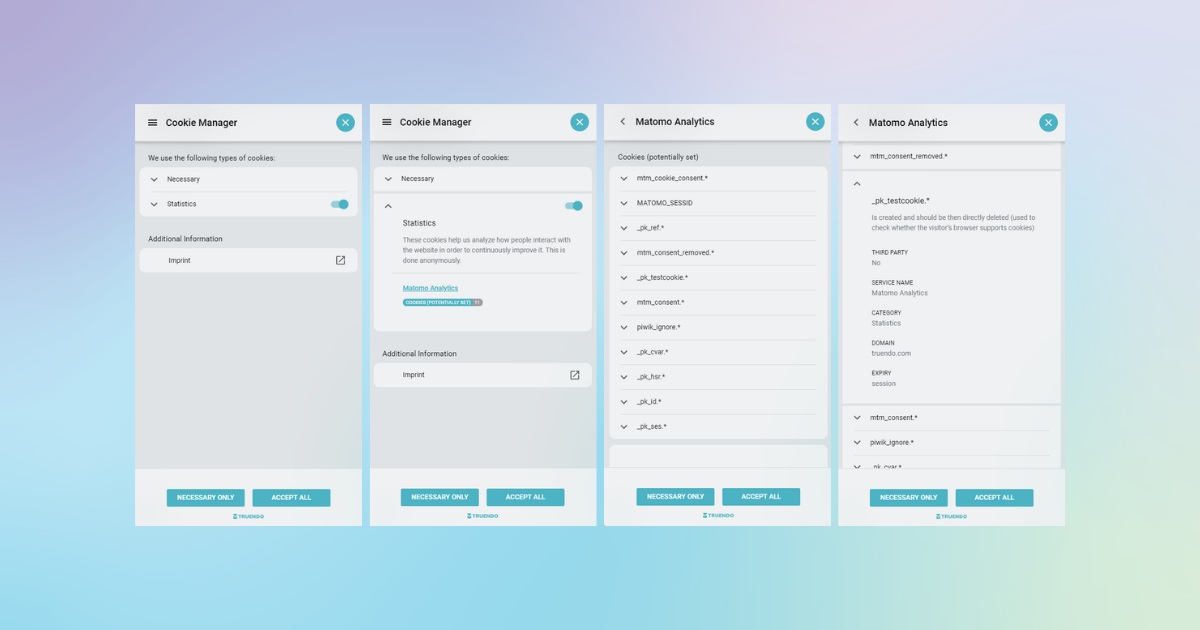 Cookie Manager
We use the following types of cookies:
Necessary
Statistics
Additional Information
Imprint
NECESSARY ONLY
ACCEPT ALL
TRUENDO
Cookie Manager
We use the following types of cookies:
Necessary
Statistics
These cookies help us analyze how people interact with
the website in order to continuously improve it. This is
done anonymously.
Matomo Analytics
COOKIES (POTENTIALLY SET)
Additional Information
Imprint
NECESSARY ONLY
ACCEPT ALL
TRUENDO
Matomo Analytics
Cookies (potentially set)
mtm_cookie_consent.*
MATOMO_SESSID
_pk_ref.*
mtm_consent_removed.*
_pk_testcookie.*
mtm_consent.*
piwik_ignore.*
_pk_cvar.*
_pk_hsr.*
_pk_id.*
_pk_ses.*
NECESSARY ONLY
ACCEPT ALL
TRUENDO
Matomo Analytics
mtm_consent_removed.*
_pk_testcookie.*
Is created and should be then directly deleted (used to
check whether the visitor's browser supports cookies)
THIRD PARTY
No
SERVICE NAME
Matomo Analytics
CATEGORY
Statistics
DOMAIN
truendo.com
EXPIRY
session
mtm_consent.*
piwik_ignore.*
_pk_cvar.*
NECESSARY ONLY
ACCEPT ALL
TRUENDO